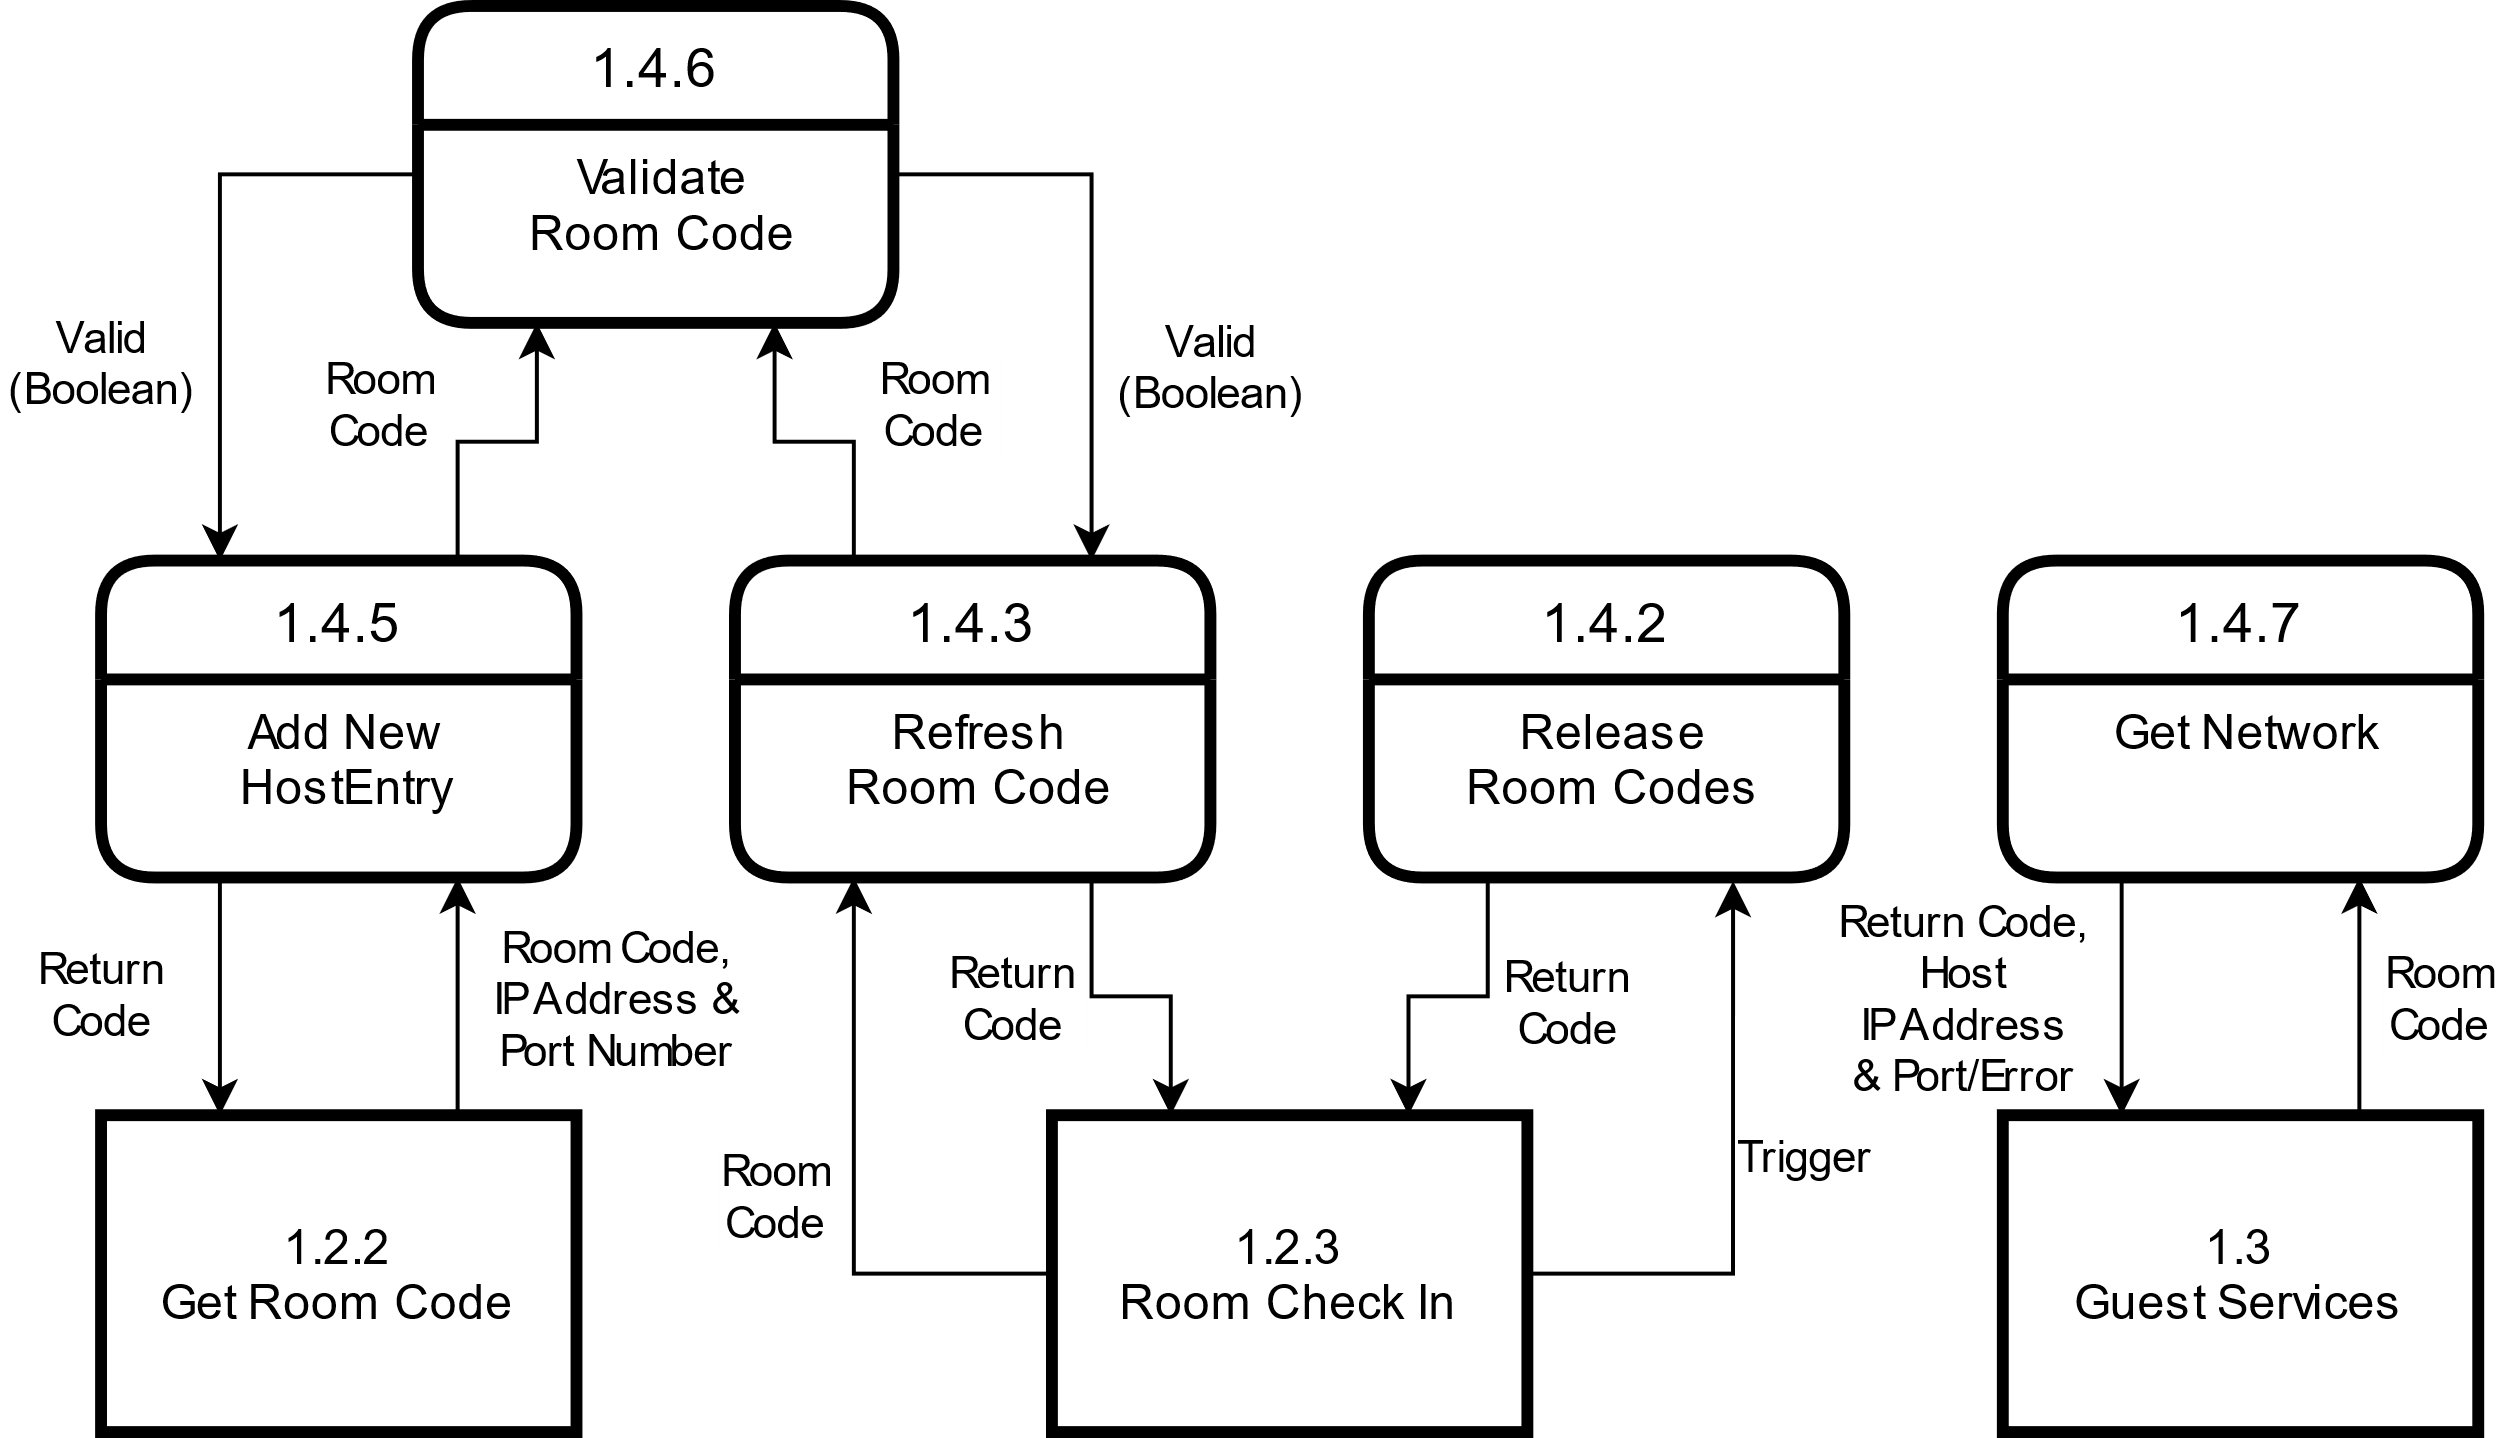 1.4.6
Validate
Room Code
Valid
(Boolean)
Room
Code
Room
Code
Valid
(Boolean)
1.4.5
Add New
HostEntry
1.4.3
Refresh
Room Code
1.4.2
Release
Room Codes
1.4.7
Get Network
Return
Code
Room Code,
IP Address &
Port Number
Return
Code
Return
Code
Return Code,
Host
IP Address
& Port/Error
Room
Code
Room
Code
Trigger
1.2.2
Get Room Code
1.2.3
Room Check In
1.3
Guest Services